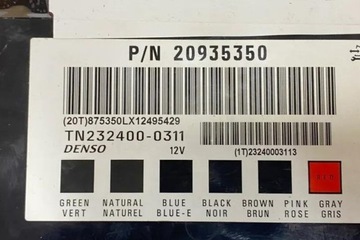 P/N 20935350
(20T)875350LX12495429
TN232400-0311
DENSO 12V
(1T)23240003113
GREEN NATURAL BLUE BLACK BROWN PINK GRAY
VERT NATUREL BLUE-E NOIR BRUN ROSE GRIS